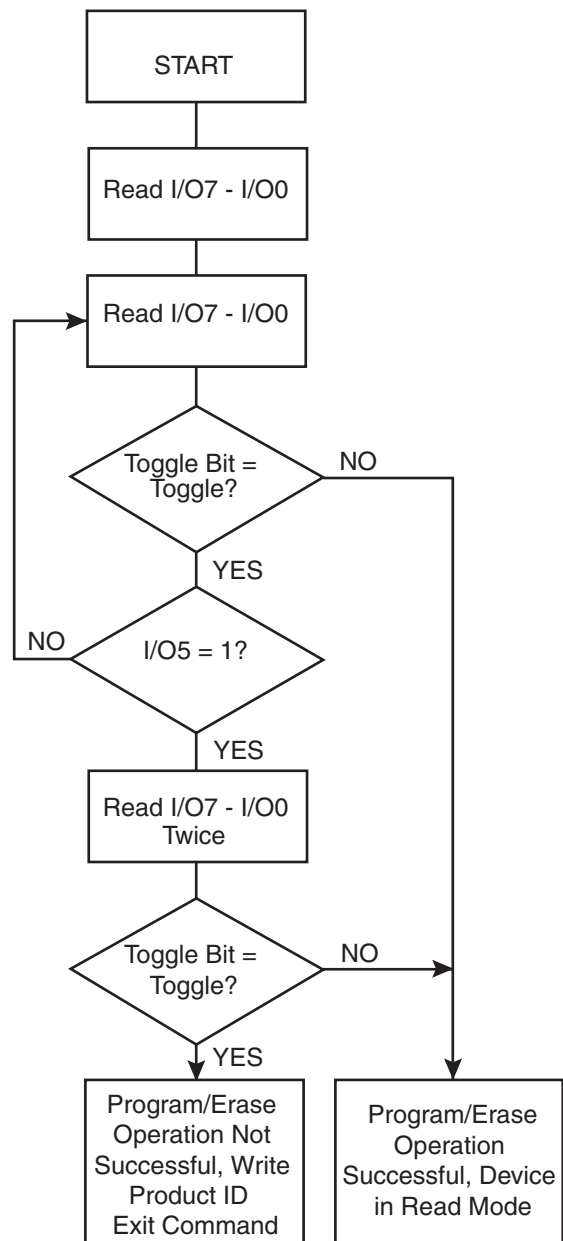 START
Read I/O7 - I/O0
Read I/O7 - I/O0
Toggle Bit =
Toggle?
NO
YES
NO
I/O5 = 1?
YES
Read I/O7 - I/O0
Twice
Toggle Bit =
Toggle?
NO
YES
Program/Erase
Operation Not
Successful, Write
Product ID
Exit Command
Program/Erase
Operation
Successful, Device
in Read Mode